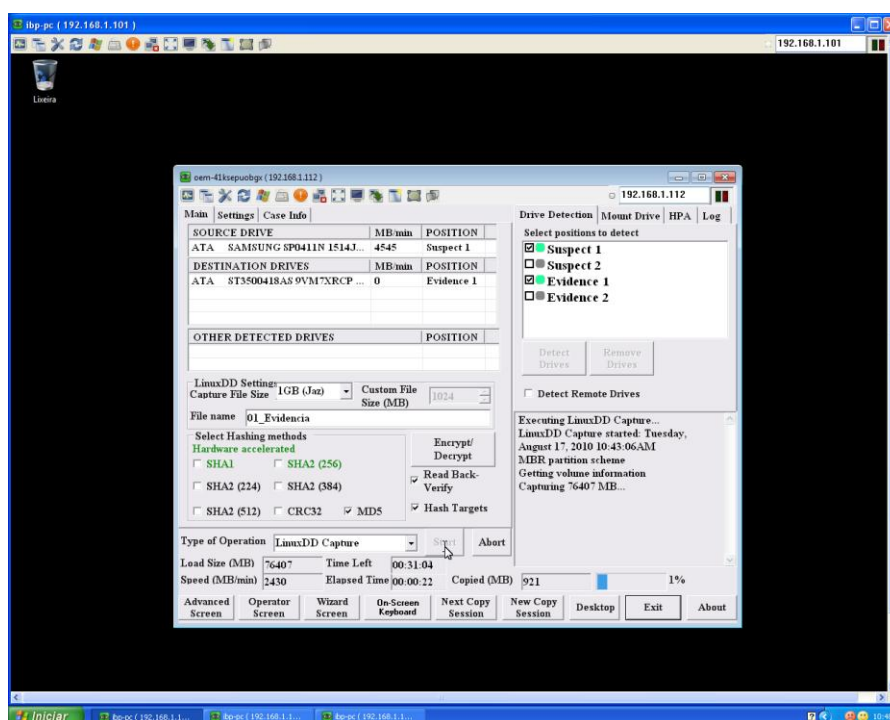 ibp-pc ( 192.168.1.101 )
192.168.1.101
Lixeira
oem-41ksepuobgx ( 192.168.1.112 )
192.168.1.112
Main Settings Case Info
SOURCE DRIVE MB/min POSITION
ATA SAMSUNG SP0411N 1514J... 4545 Suspect 1
DESTINATION DRIVES MB/min POSITION
ATA ST3500418AS 9VM7XRCP ... 0 Evidence 1
OTHER DETECTED DRIVES POSITION
LinuxDD Settings
Capture File Size 1GB (Jaz) Custom File Size (MB) 1024
File name 01_Evidencia
Select Hashing methods
Hardware accelerated
SHA1 SHA2 (256)
SHA2 (224) SHA2 (384)
SHA2 (512) CRC32 MD5
Encrypt/
Decrypt
Read Back-
Verify
Hash Targets
Drive Detection Mount Drive HPA Log
Select positions to detect
Suspect 1
Suspect 2
Evidence 1
Evidence 2
Detect Drives Remove Drives
Detect Remote Drives
Executing LinuxDD Capture...
LinuxDD Capture started: Tuesday,
August 17, 2010 10:43:06AM
MBR partition scheme
Getting volume information
Capturing 76407 MB...
Type of Operation LinuxDD Capture Start Abort
Load Size (MB) 76407 Time Left 00:31:04
Speed (MB/min) 2430 Elapsed Time 00:00:22 Copied (MB) 921 1%
Advanced Screen Operator Screen Wizard Screen On-Screen Keyboard Next Copy Session New Copy Session Desktop Exit About
Iniciar ibp-pc ( 192.168.1.1... ibp-pc ( 192.168.1.1... ibp-pc ( 192.168.1.1...